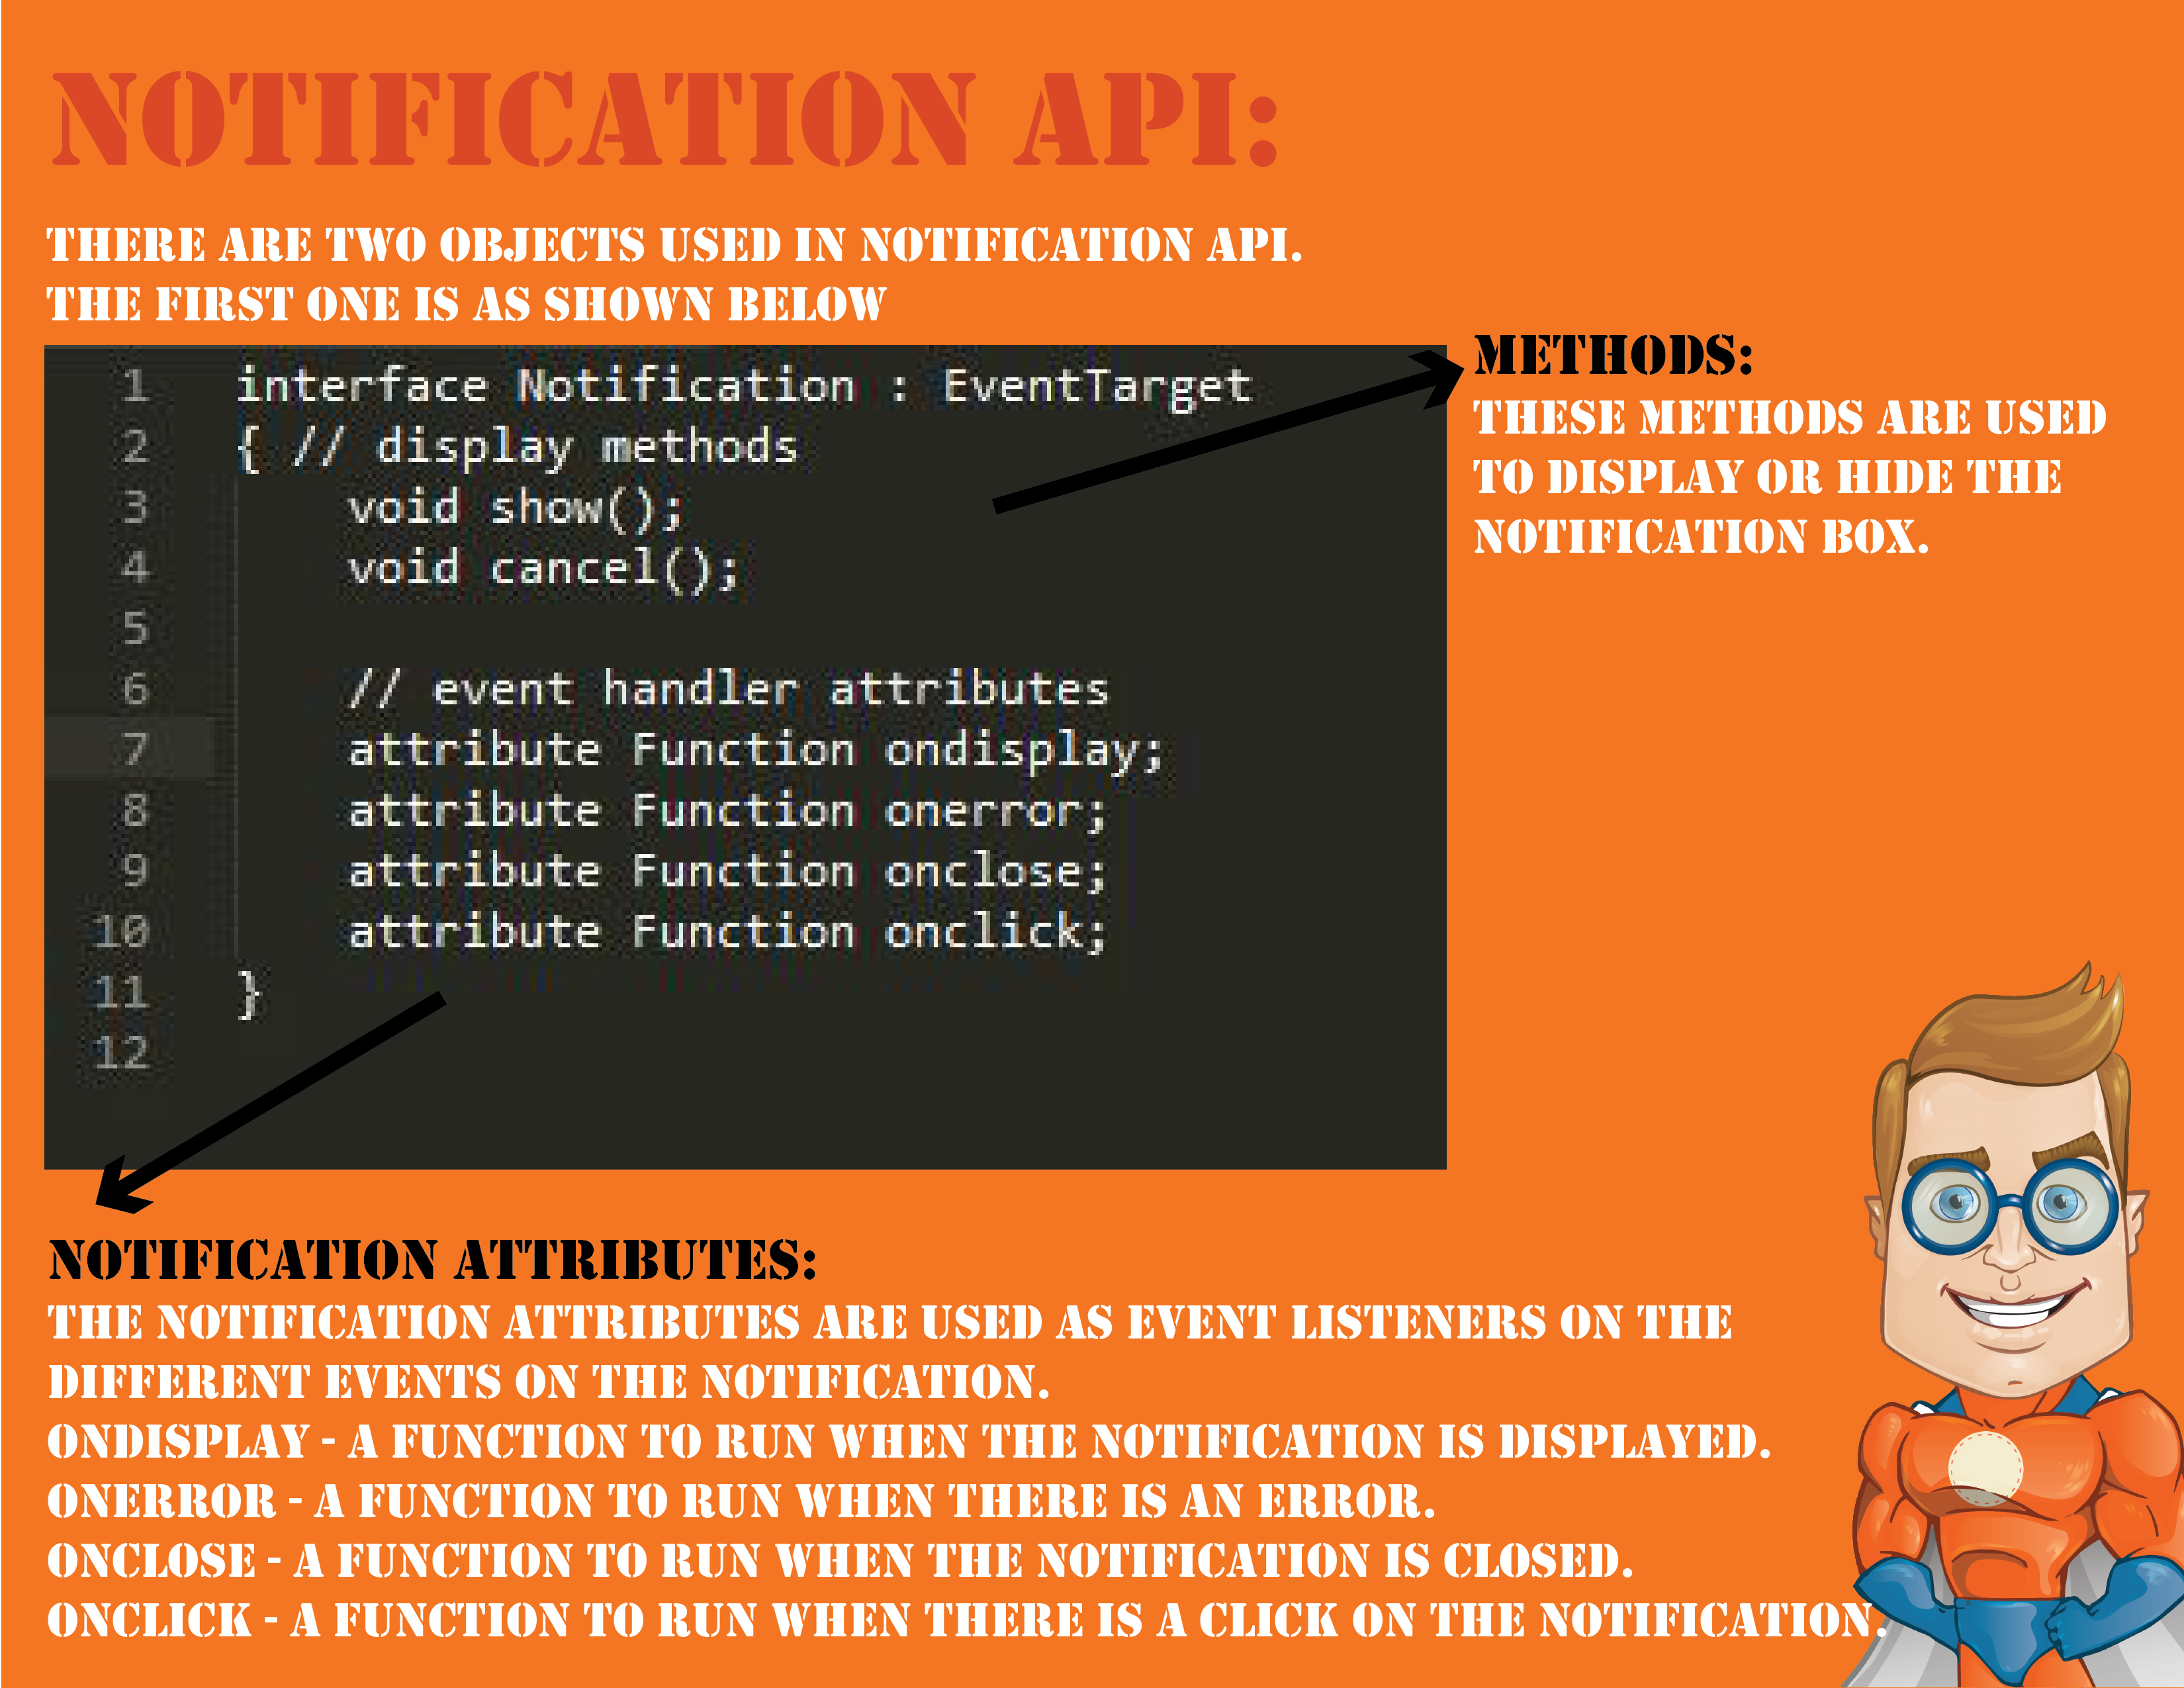 NOTIFICATION API:
THERE ARE TWO OBJECTS USED IN NOTIFICATION API.
THE FIRST ONE IS AS SHOWN BELOW
1 interface Notification : EventTarget
2 { // display methods
3 void show();
4 void cancel();
5
6 // event handler attributes
7 attribute Function ondisplay;
8 attribute Function onerror;
9 attribute Function onclose;
10 attribute Function onclick;
11 }
12
METHODS:
THESE METHODS ARE USED
TO DISPLAY OR HIDE THE
NOTIFICATION BOX.
NOTIFICATION ATTRIBUTES:
THE NOTIFICATION ATTRIBUTES ARE USED AS EVENT LISTENERS ON THE
DIFFERENT EVENTS ON THE NOTIFICATION.
ONDISPLAY - A FUNCTION TO RUN WHEN THE NOTIFICATION IS DISPLAYED.
ONERROR - A FUNCTION TO RUN WHEN THERE IS AN ERROR.
ONCLOSE - A FUNCTION TO RUN WHEN THE NOTIFICATION IS CLOSED.
ONCLICK - A FUNCTION TO RUN WHEN THERE IS A CLICK ON THE NOTIFICATION.